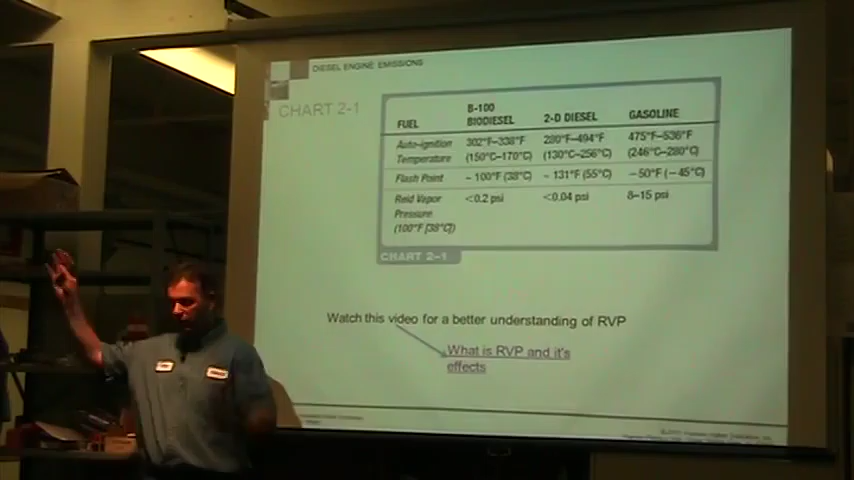 DIESEL ENGINE EMISSIONS
CHART 2-1
FUEL B-100 BIODIESEL 2-D DIESEL GASOLINE
Auto-ignition 302°F–338°F 280°F–494°F 475°F–536°F
Temperature (150°C–170°C) (130°C–256°C) (246°C–280°C)
Flash Point ~ 100°F (38°C) ~ 131°F (55°C) –50°F (–45°C)
Reid Vapor <0.2 psi <0.04 psi 8–15 psi
Pressure
(100°F [38°C])
CHART 2–1
Watch this video for a better understanding of RVP
What is RVP and it's
effects